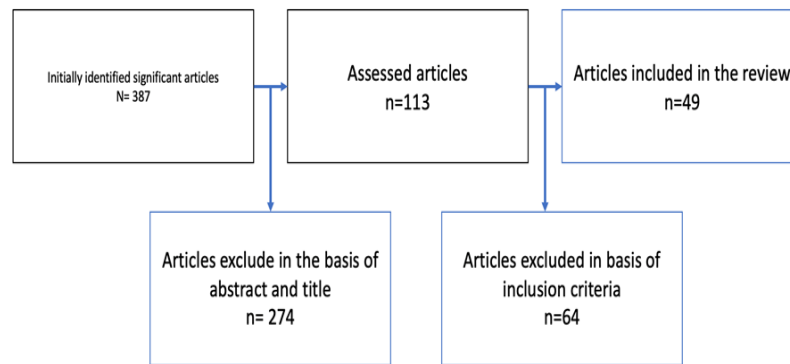 Initially identified significant articles
N= 387
Assessed articles
n=113
Articles included in the review
n=49
Articles exclude in the basis of
abstract and title
n= 274
Articles excluded in basis of
inclusion criteria
n=64